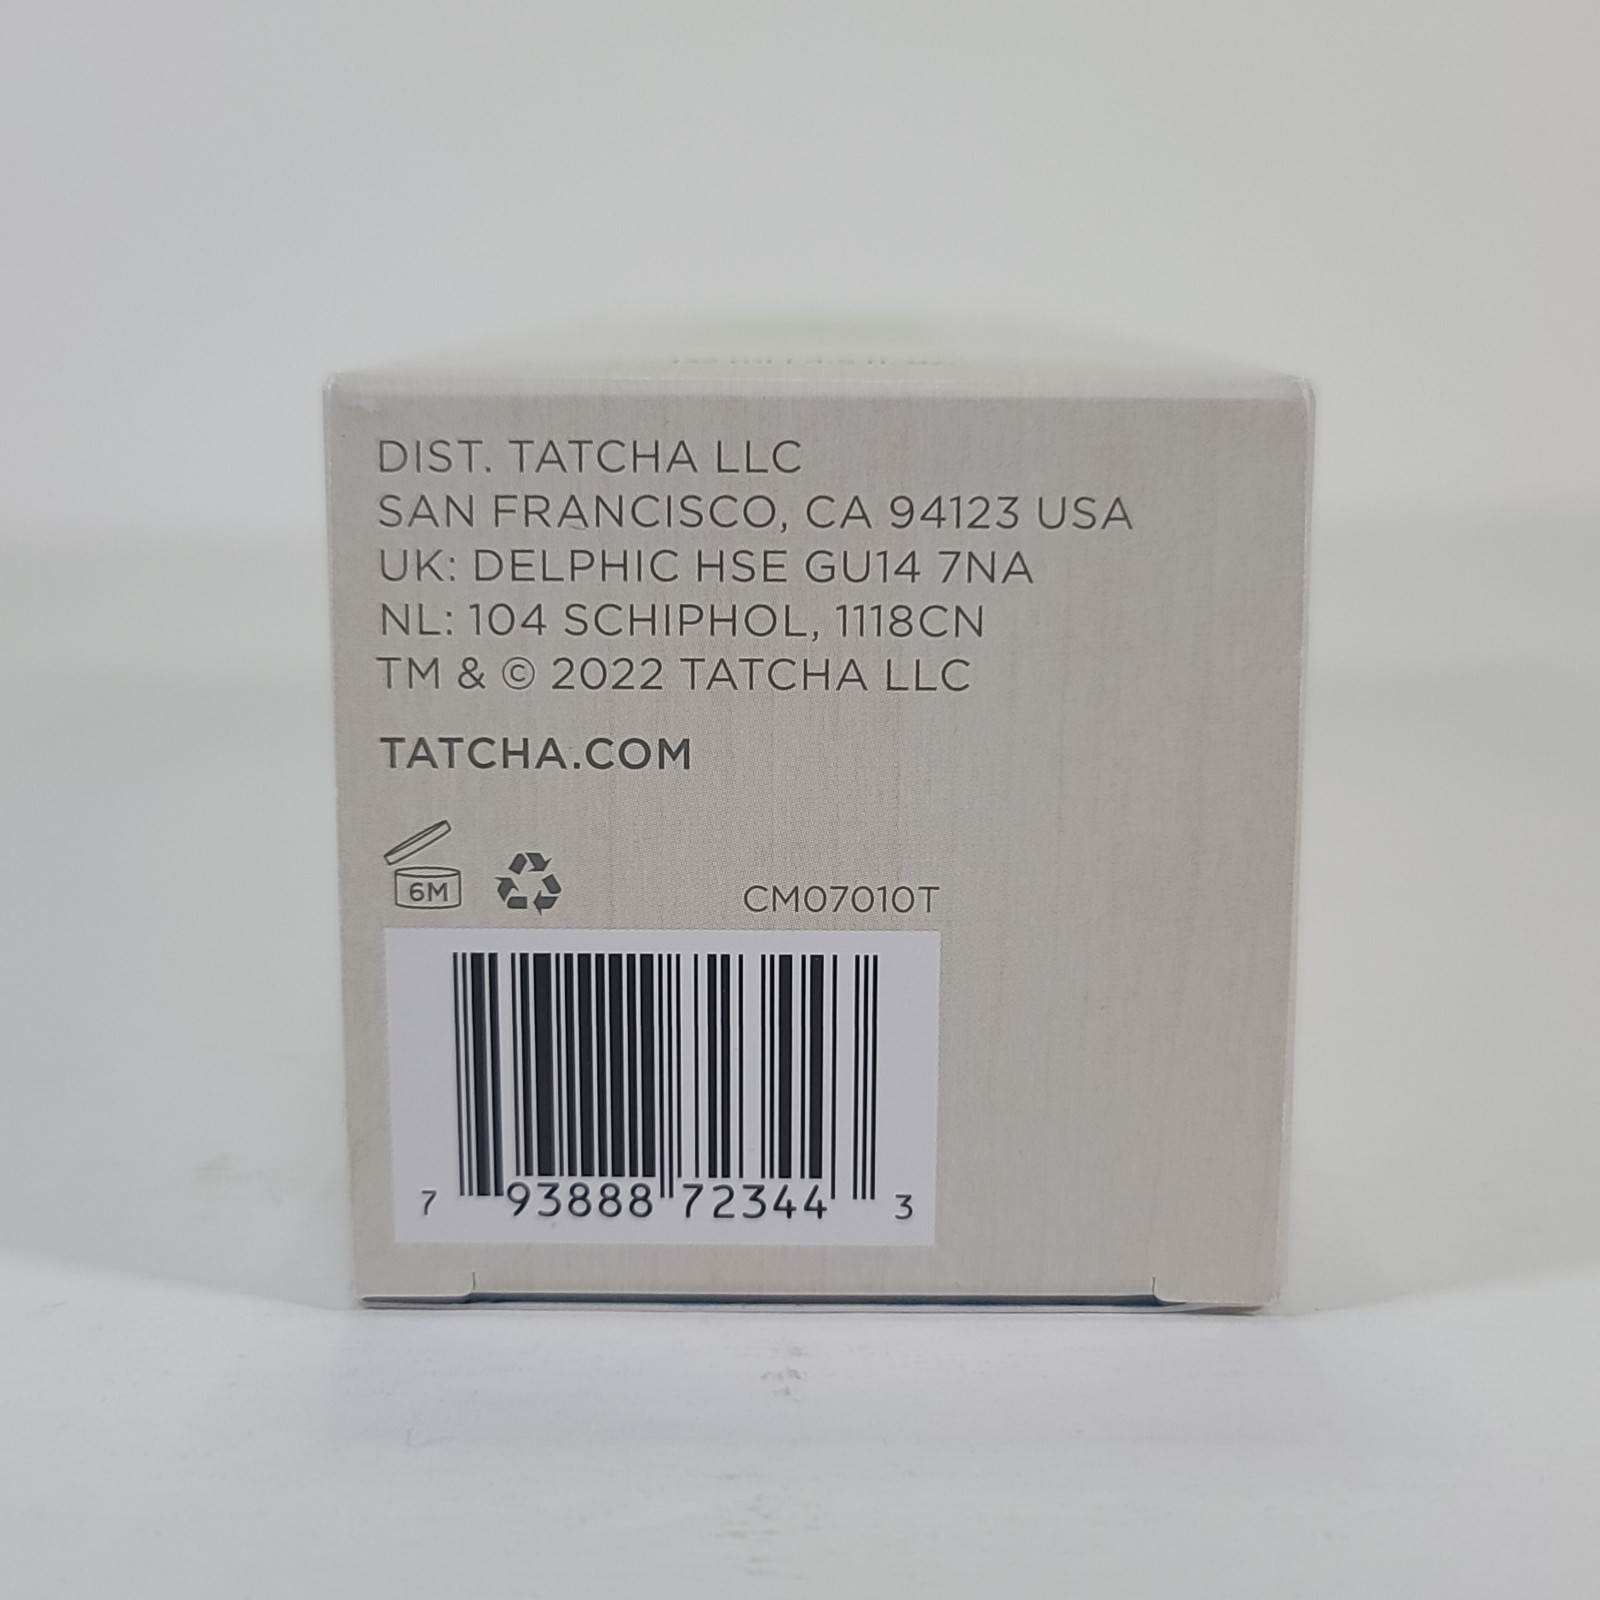 DIST. TATCHA LLC
SAN FRANCISCO, CA 94123 USA
UK: DELPHIC HSE GU14 7NA
NL: 104 SCHIPHOL, 1118CN
TM & © 2022 TATCHA LLC
TATCHA.COM
6M
CM07010T
7 93888 72344 3